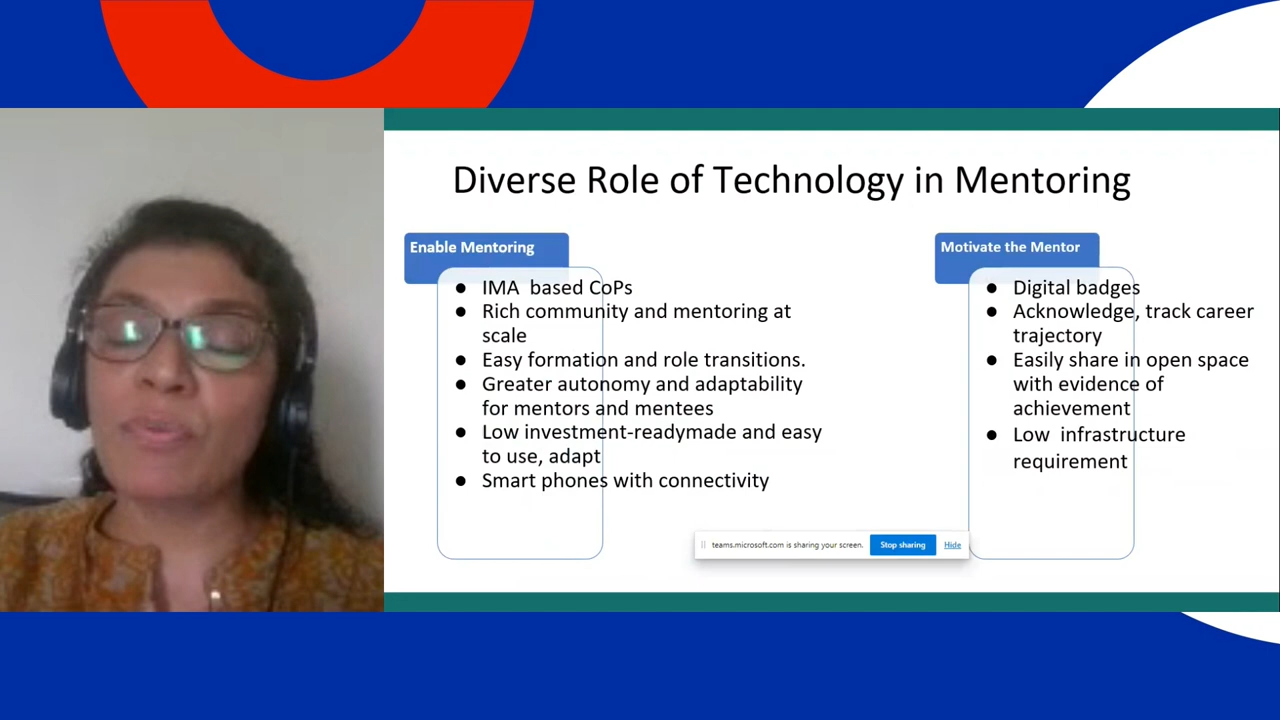 Diverse Role of Technology in Mentoring
Enable Mentoring
● IMA  based CoPs
● Rich community and mentoring at
scale
● Easy formation and role transitions.
● Greater autonomy and adaptability
for mentors and mentees
● Low investment-readymade and easy
to use, adapt
● Smart phones with connectivity
Motivate the Mentor
● Digital badges
● Acknowledge, track career
trajectory
● Easily share in open space
with evidence of
achievement
● Low  infrastructure
requirement
teams.microsoft.com is sharing your screen.
Stop sharing
Hide